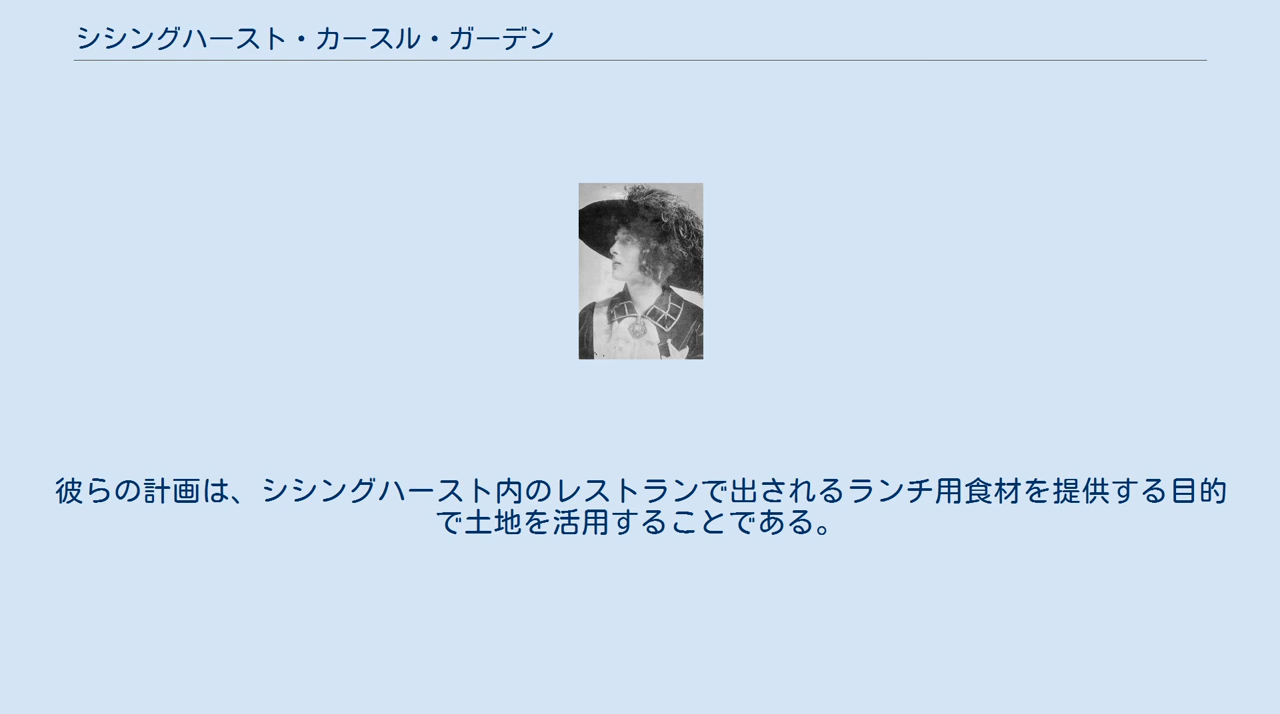 シシングハースト・カースル・ガーデン
彼らの計画は、シシングハースト内のレストランで出されるランチ用食材を提供する目的
で土地を活用することである。